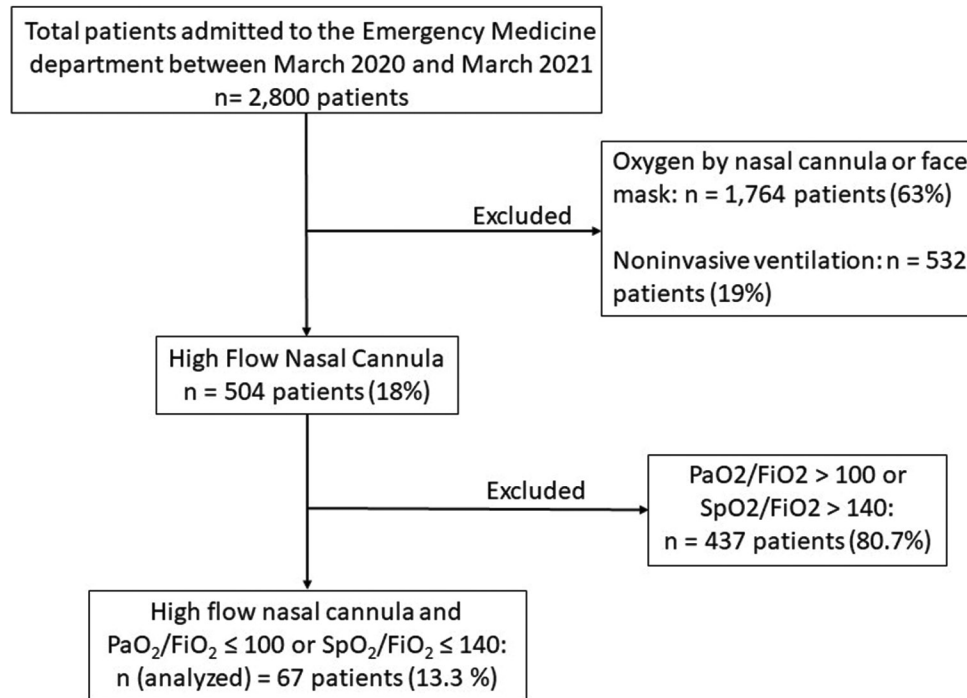 Total patients admitted to the Emergency Medicine
department between March 2020 and March 2021
n= 2,800 patients
Oxygen by nasal cannula or face
mask: n = 1,764 patients (63%)
Excluded
Noninvasive ventilation: n = 532
patients (19%)
High Flow Nasal Cannula
n = 504 patients (18%)
PaO2/FiO2 > 100 or
Excluded
SpO2/FiO2 > 140:
n = 437 patients (80.7%)
High flow nasal cannula and
PaO₂/FiO₂ ≤ 100 or SpO₂/FiO₂ ≤ 140:
n (analyzed) = 67 patients (13.3 %)